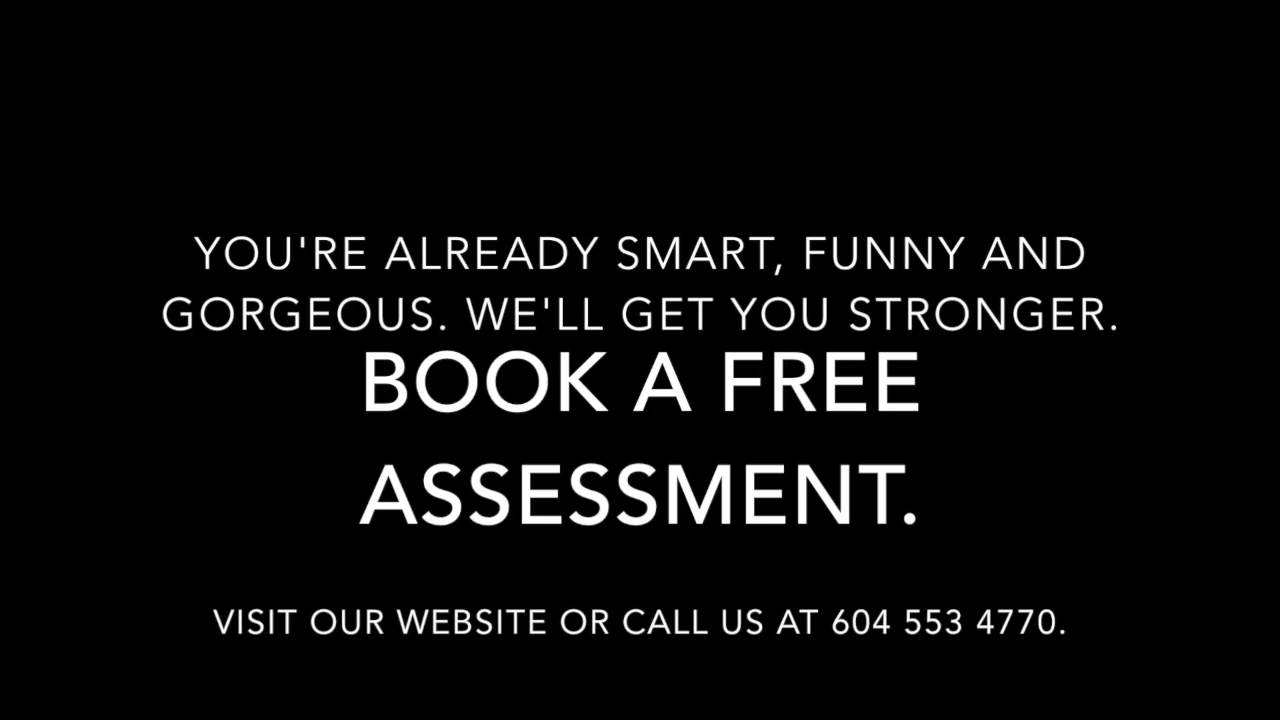 YOU'RE ALREADY SMART, FUNNY AND
GORGEOUS. WE'LL GET YOU STRONGER.
BOOK A FREE
ASSESSMENT.
VISIT OUR WEBSITE OR CALL US AT 604 553 4770.